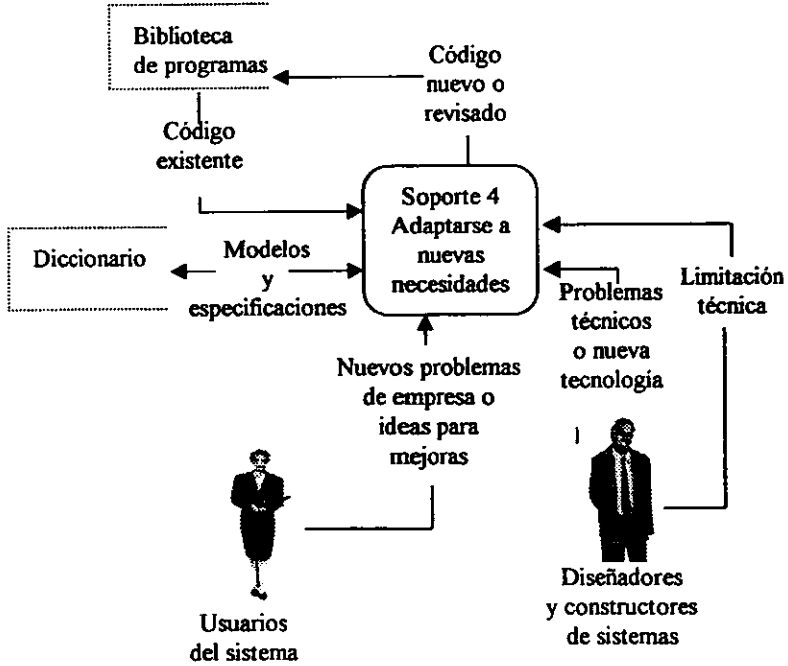 Biblioteca
de programas
Código
nuevo o
revisado
Código
existente
Soporte 4
Adaptarse a
nuevas
necesidades
Diccionario
Modelos
y
especificaciones
Problemas
técnicos
o nueva
tecnología
Limitación
técnica
Nuevos problemas
de empresa o
ideas para
mejoras
Usuarios
del sistema
Diseñadores
y constructores
de sistemas